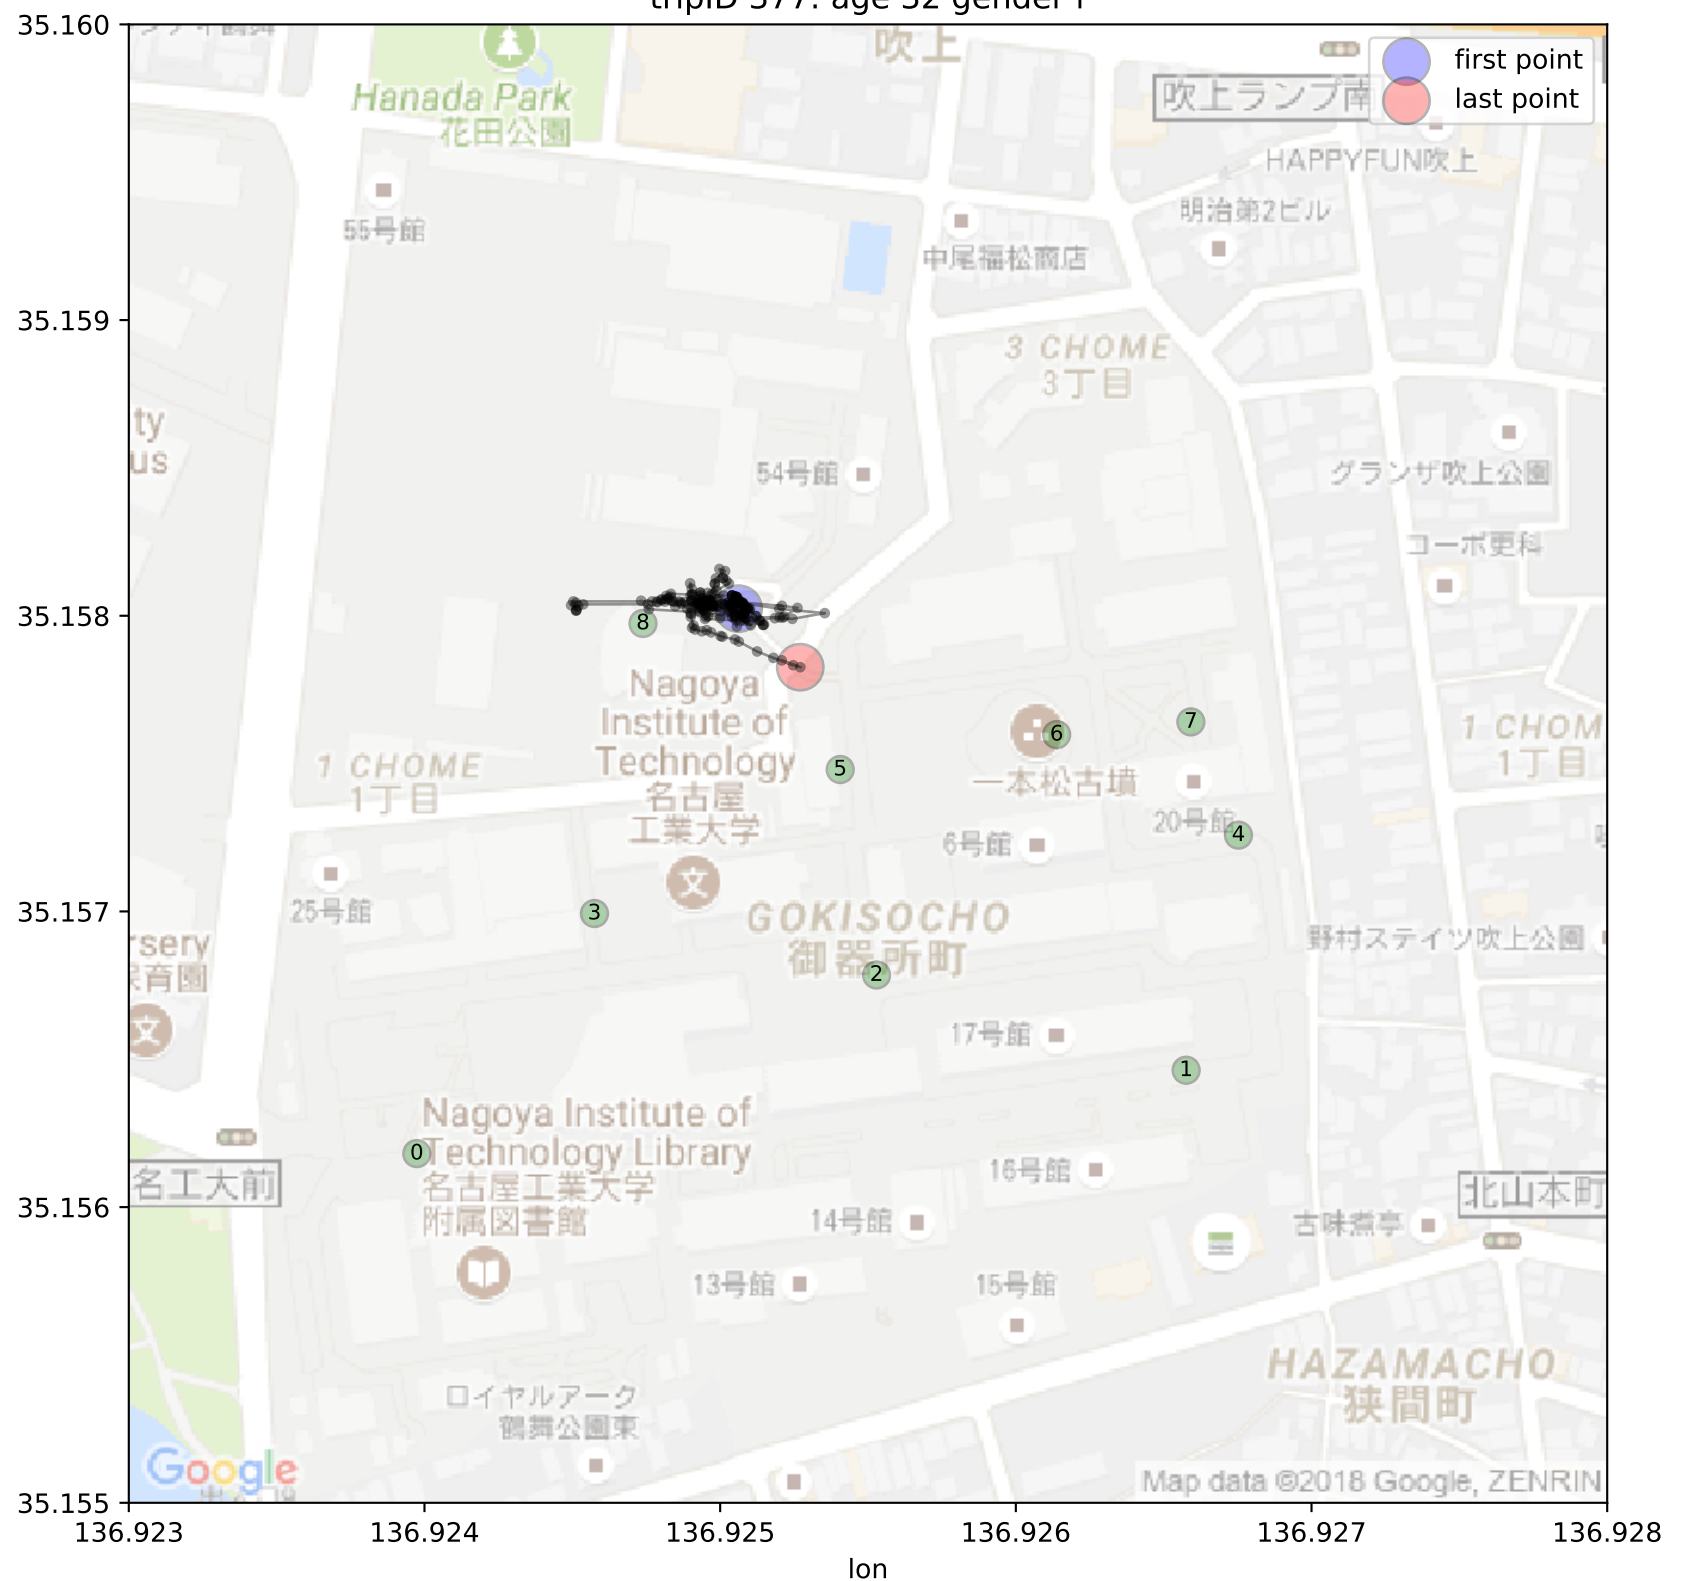 35.160
35.159
35.158
35.157
35.156
35.155
136.923
136.924
136.925
136.926
136.927
136.928
lon
first point
last point
吹上
Hanada Park
花田公園
吹上ランプ南
HAPPYFUN吹上
明治第2ビル
55号館
中尾福松商店
3 CHOME
3丁目
ty
us
54号館
グランザ吹上公園
コーポ更科
8
Nagoya
Institute of
Technology
名古屋
工業大学
7
6
5
一本松古墳
1 CHOME
1丁目
1 CHOM
1丁目
20号館
4
6号館
25号館
3
GOKISOCHO
御器所町
2
野村ステイツ吹上公園
rsery
育園
17号館
1
Nagoya Institute of
Technology Library
名古屋工業大学
附属図書館
0
名工大前
16号館
北山本町
14号館
古味煮亭
13号館
15号館
HAZAMACHO
狭間町
ロイヤルアーク
鶴舞公園東
Google
Map data ©2018 Google, ZENRIN